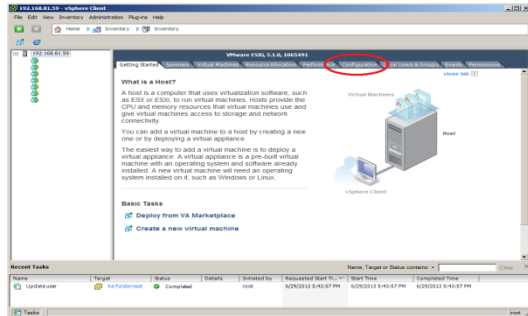 192.168.81.59 - vSphere Client
File Edit View Inventory Administration Plug-ins Help
Home Inventory Inventory
192.168.81.59
VMware ESXi, 5.1.0, 1065491
Getting Started Summary Virtual Machines Resource Allocation Performance Configuration Local Users & Groups Events Permissions
close tab
What is a Host?
A host is a computer that uses virtualization software, such
as ESX or ESXi, to run virtual machines. Hosts provide the
CPU and memory resources that virtual machines use and
give virtual machines access to storage and network
connectivity.
You can add a virtual machine to a host by creating a new
one or by deploying a virtual appliance.
The easiest way to add a virtual machine is to deploy a
virtual appliance. A virtual appliance is a pre-built virtual
machine with an operating system and software already
installed. A new virtual machine will need an operating
system installed on it, such as Windows or Linux.
Virtual Machines
Host
vSphere Client
Basic Tasks
Deploy from VA Marketplace
Create a new virtual machine
Recent Tasks
Name, Target or Status contains:
Clear
Name Target Status Details Initiated by Requested Start Ti... Start Time Completed Time
Update user ha-folder-root Completed root 6/29/2013 5:43:57 PM 6/29/2013 5:43:57 PM 6/29/2013 5:43:57 PM
Tasks
root